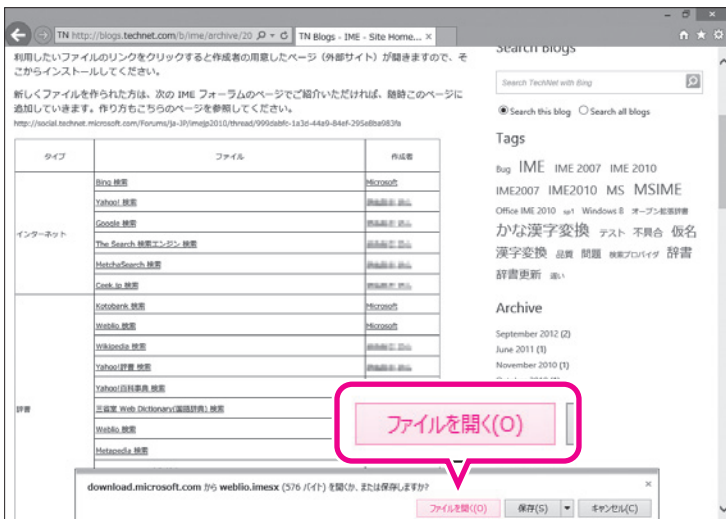 TN http://blogs.technet.com/b/ime/archive/20
TN Blogs - IME - Site Home...
利用したいファイルのリンクをクリックすると作成者の用意したページ（外部サイト）が開きますので、そ
こからインストールしてください。
新しくファイルを作られた方は、次の IME フォーラムのページでご紹介いただければ、随時このページに
追加していきます。作り方もこちらのページを参照してください。
http://social.technet.microsoft.com/Forums/ja-JP/imejp2010/thread/999dabfc-1a3d-44a9-84ef-295e8ba983fa
タイプ ファイル 作成者
インターネット
Bing 検索 Microsoft
Yahoo! 検索
Google 検索
The Search 検索エンジン 検索
MetchaSearch 検索
Ceek.jp 検索
辞書
Kotobank 検索 Microsoft
Weblio 検索 Microsoft
Wikipedia 検索
Yahoo!辞書 検索
Yahoo!百科事典 検索
三省堂 Web Dictionary(国語辞典) 検索
Weblio 検索
Metapedia 検索
Search Blogs
Search TechNet with Bing
Search this blog Search all blogs
Tags
Bug IME IME 2007 IME 2010
IME2007 IME2010 MS MSIME
Office IME 2010 sp1 Windows 8 オープン拡張辞書
かな漢字変換 テスト 不具合 仮名
漢字変換 品質 問題 検索プロバイダ 辞書
辞書更新 違い
Archive
September 2012 (2)
June 2011 (1)
November 2010 (1)
ファイルを開く(O)
download.microsoft.com から weblio.imesx (576 バイト) を開くか、または保存しますか?
ファイルを開く(O) 保存(S) キャンセル(C)